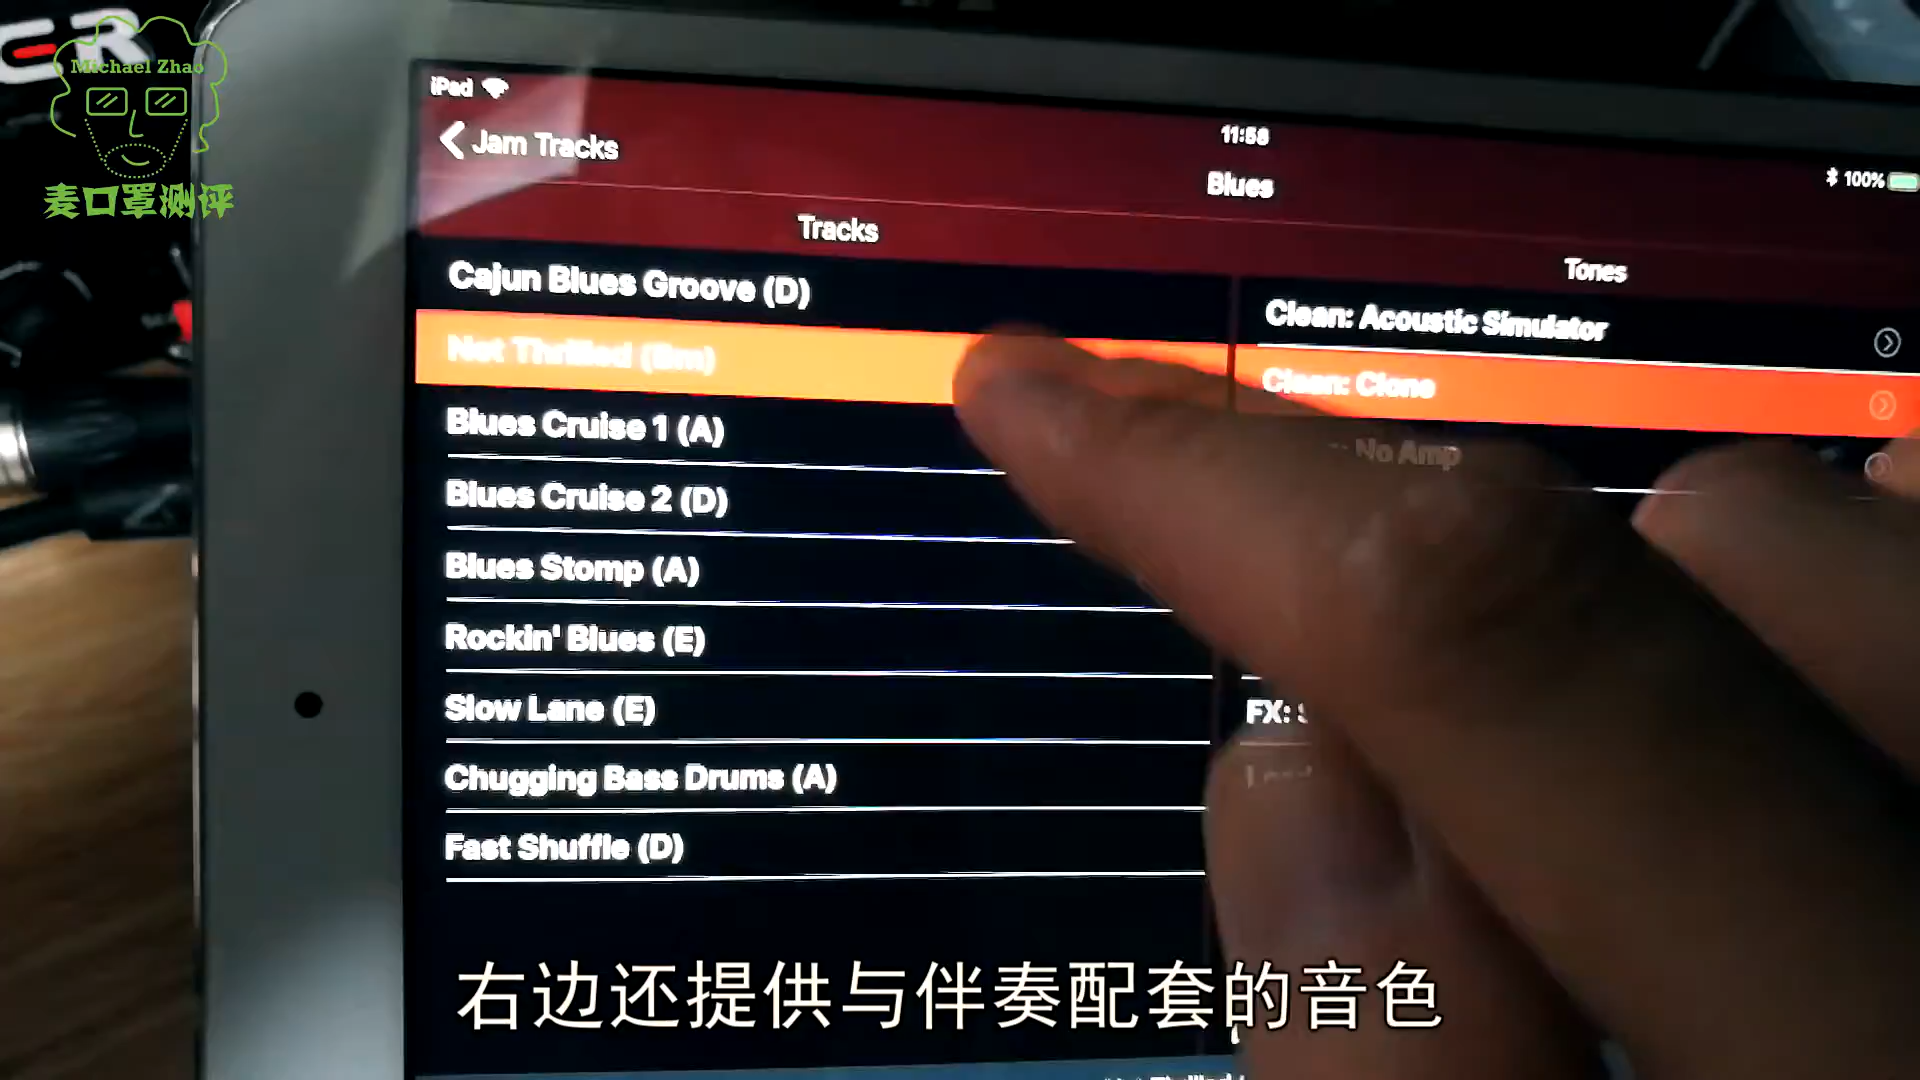 ER
Michael Zhao
麦口罩测评
iPad
11:58
100%
Jam Tracks
Blues
Tracks
Tones
Cajun Blues Groove (D)
Not Thrilled (Bm)
Blues Cruise 1 (A)
Blues Cruise 2 (D)
Blues Stomp (A)
Rockin' Blues (E)
Slow Lane (E)
Chugging Bass Drums (A)
Fast Shuffle (D)
Clean: Acoustic Simulator
Clean: Clone
No Amp
FX:
右边还提供与伴奏配套的音色